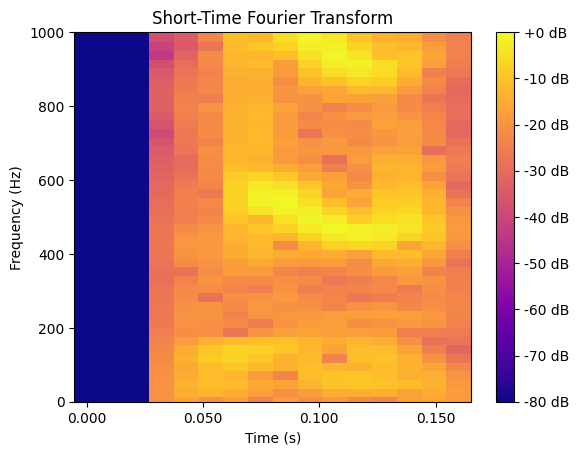 Short-Time Fourier Transform
1000
800
600
400
200
0
Frequency (Hz)
0.000
0.050
0.100
0.150
Time (s)
+0 dB
-10 dB
-20 dB
-30 dB
-40 dB
-50 dB
-60 dB
-70 dB
-80 dB